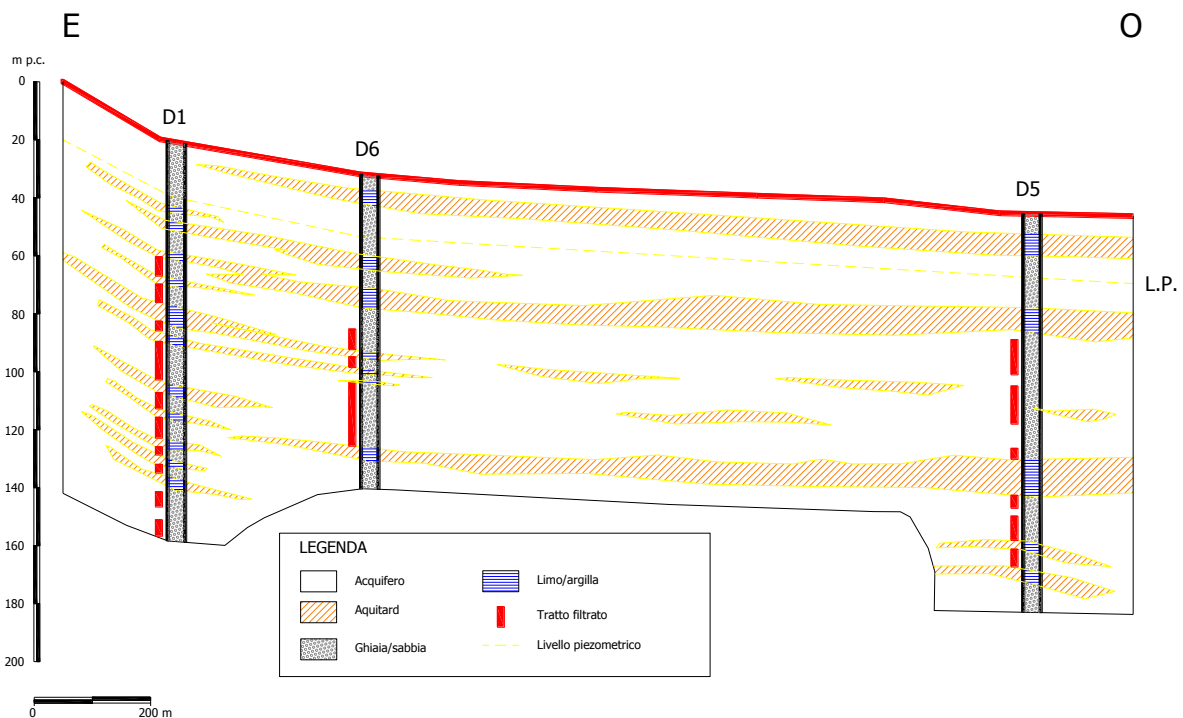 E
O
m p.c.
0
D1
20
D6
40
D5
60
L.P.
80
100
120
140
160
LEGENDA
Acquifero
Limo/argilla
Aquitard
Tratto filtrato
180
Ghiaia/sabbia
Livello piezometrico
200
0
200 m